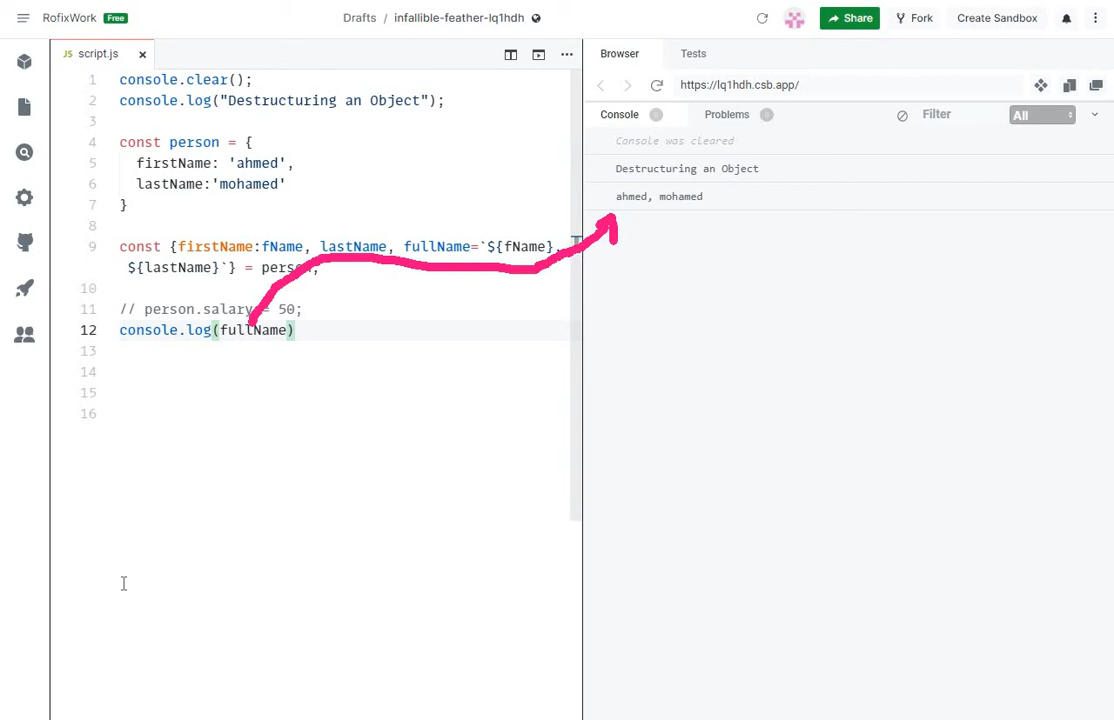 RofixWork Free
Drafts / infallible-feather-lq1hdh
Share
Fork
Create Sandbox
JS script.js
Browser
Tests
https://lq1hdh.csb.app/
Console 0
Problems 0
Filter
All
1 console.clear();
2 console.log("Destructuring an Object");
3
4 const person = {
5 firstName: 'ahmed',
6 lastName:'mohamed'
7 }
8
9 const {firstName:fName, lastName, fullName=`${fName},
${lastName}`} = person;
10
11 // person.salary = 50;
12 console.log(fullName)
13
14
15
16
Console was cleared
Destructuring an Object
ahmed, mohamed